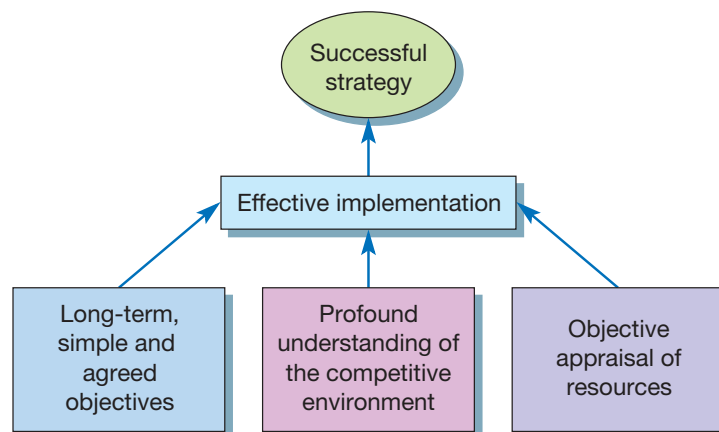 Successful
strategy
Effective implementation
Long-term,
simple and
agreed
objectives
Profound
understanding of
the competitive
environment
Objective
appraisal of
resources